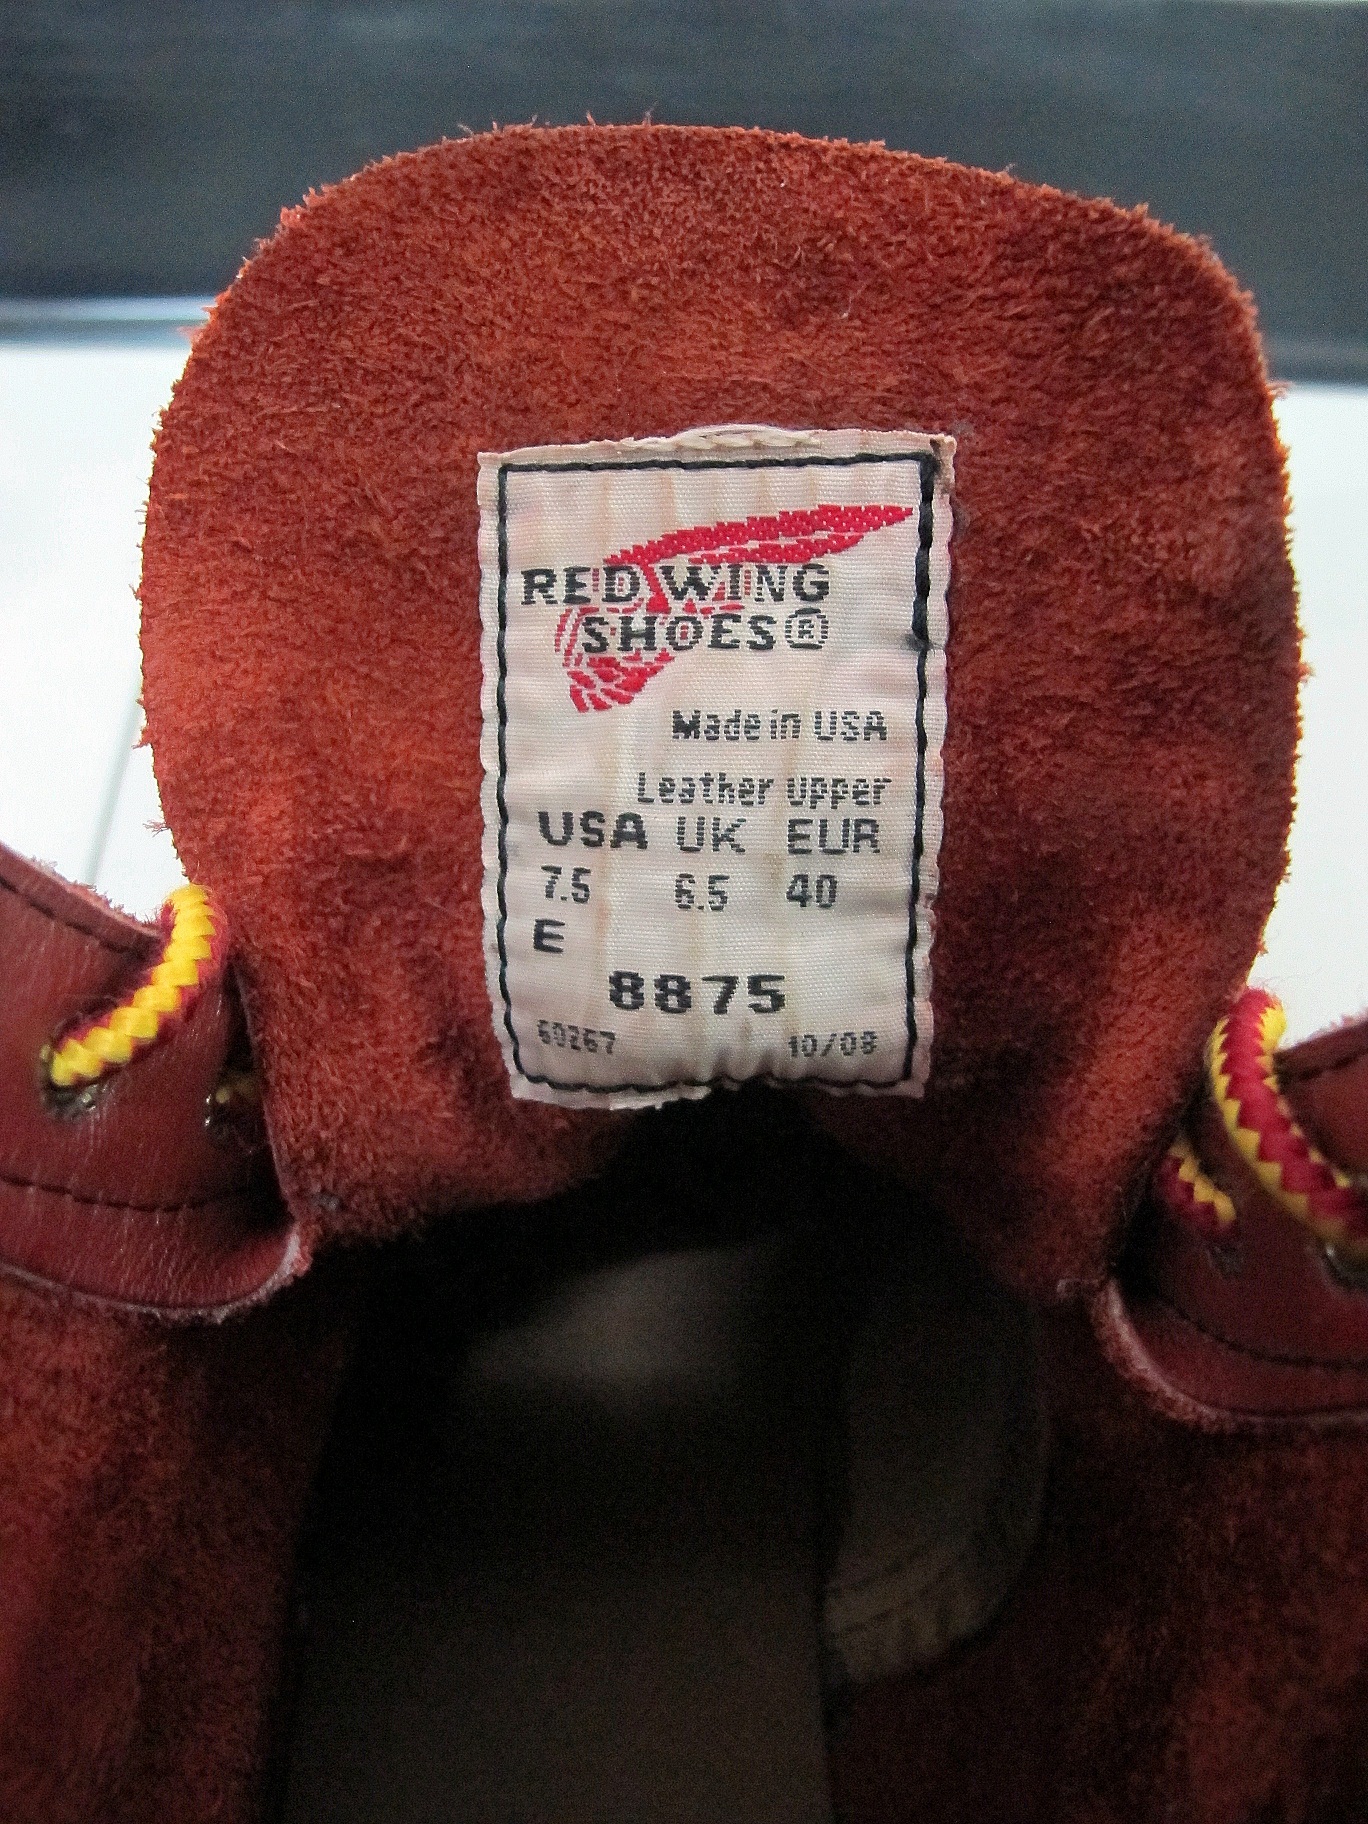 RED WING
SHOES®
Made in USA
Leather upper
USA UK EUR
7.5 6.5 40
E
8875
60267 10/08